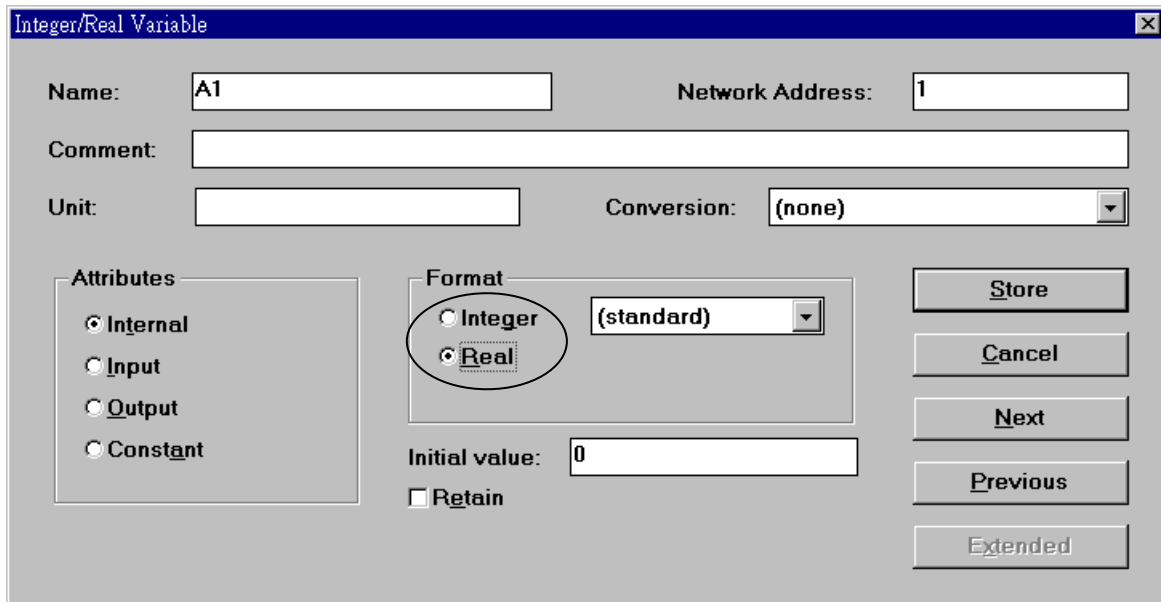 Integer/Real Variable
Name: A1 Network Address: 1
Comment:
Unit: Conversion: (none)
Attributes Format
Store
Internal Integer (standard)
Input Real Cancel
Output Next
Constant Initial value: 0
Retain Previous
Extended